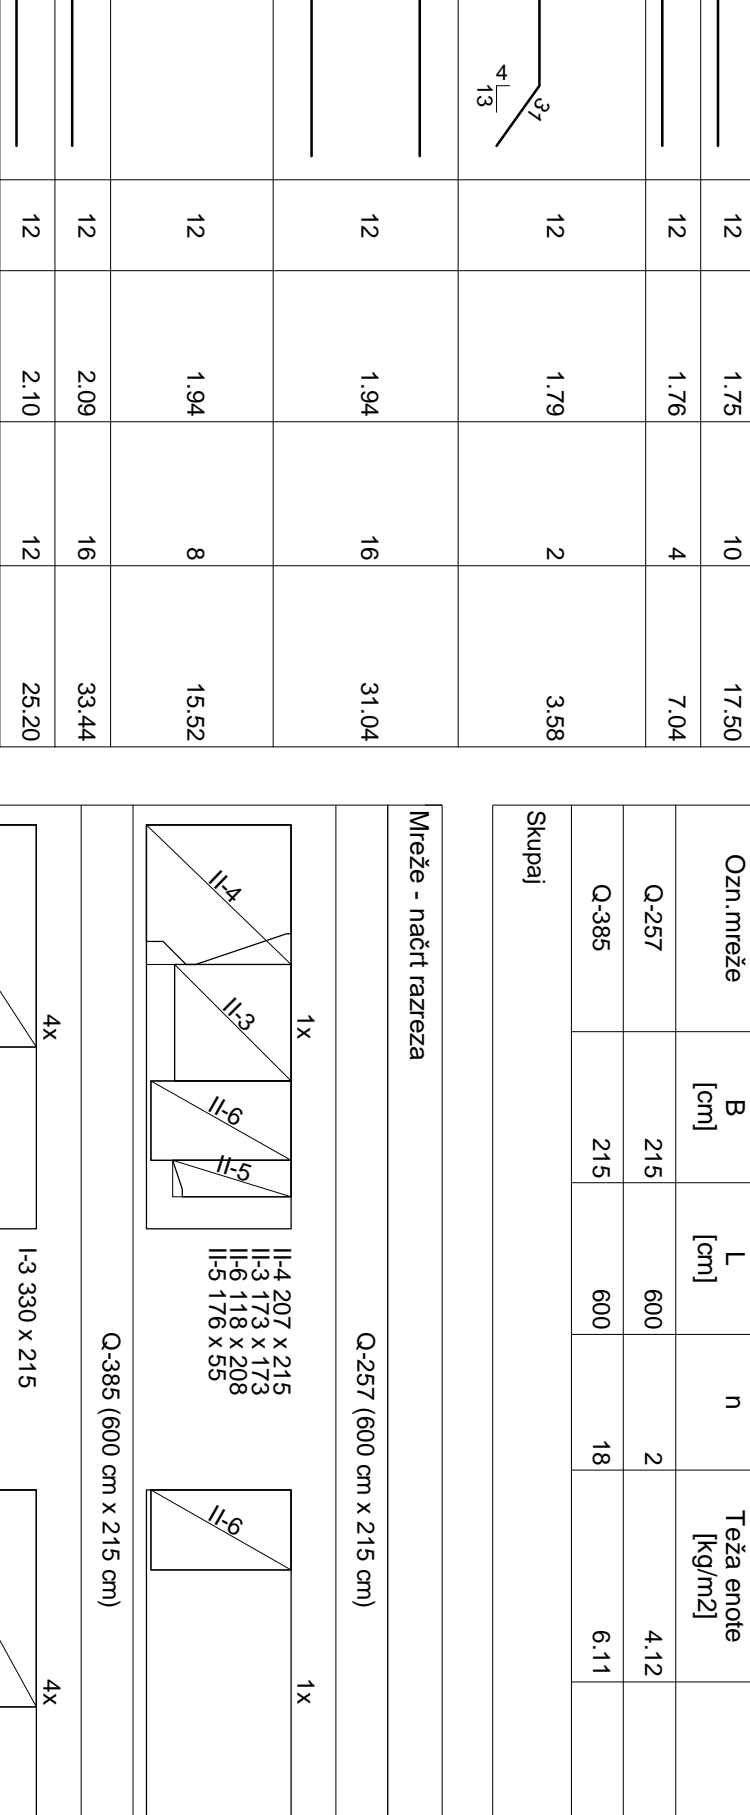 4
13
37
12 1.75 10 17.50
12 1.76 4 7.04
12 1.79 2 3.58
12 1.94 16 31.04
12 1.94 8 15.52
12 2.09 16 33.44
12 2.10 12 25.20
Ozn.mreže B L n Teža enote
[cm] [cm] [kg/m2]
Q-257 215 600 2 4.12
Q-385 215 600 18 6.11
Skupaj
Mreže - načrt razreza
Q-257 (600 cm x 215 cm)
1x
1x
II-4
II-3
II-6
II-5
II-4 207 x 215
II-3 173 x 173
II-6 118 x 208
II-5 176 x 55
II-6
Q-385 (600 cm x 215 cm)
4x
4x
I-3 330 x 215